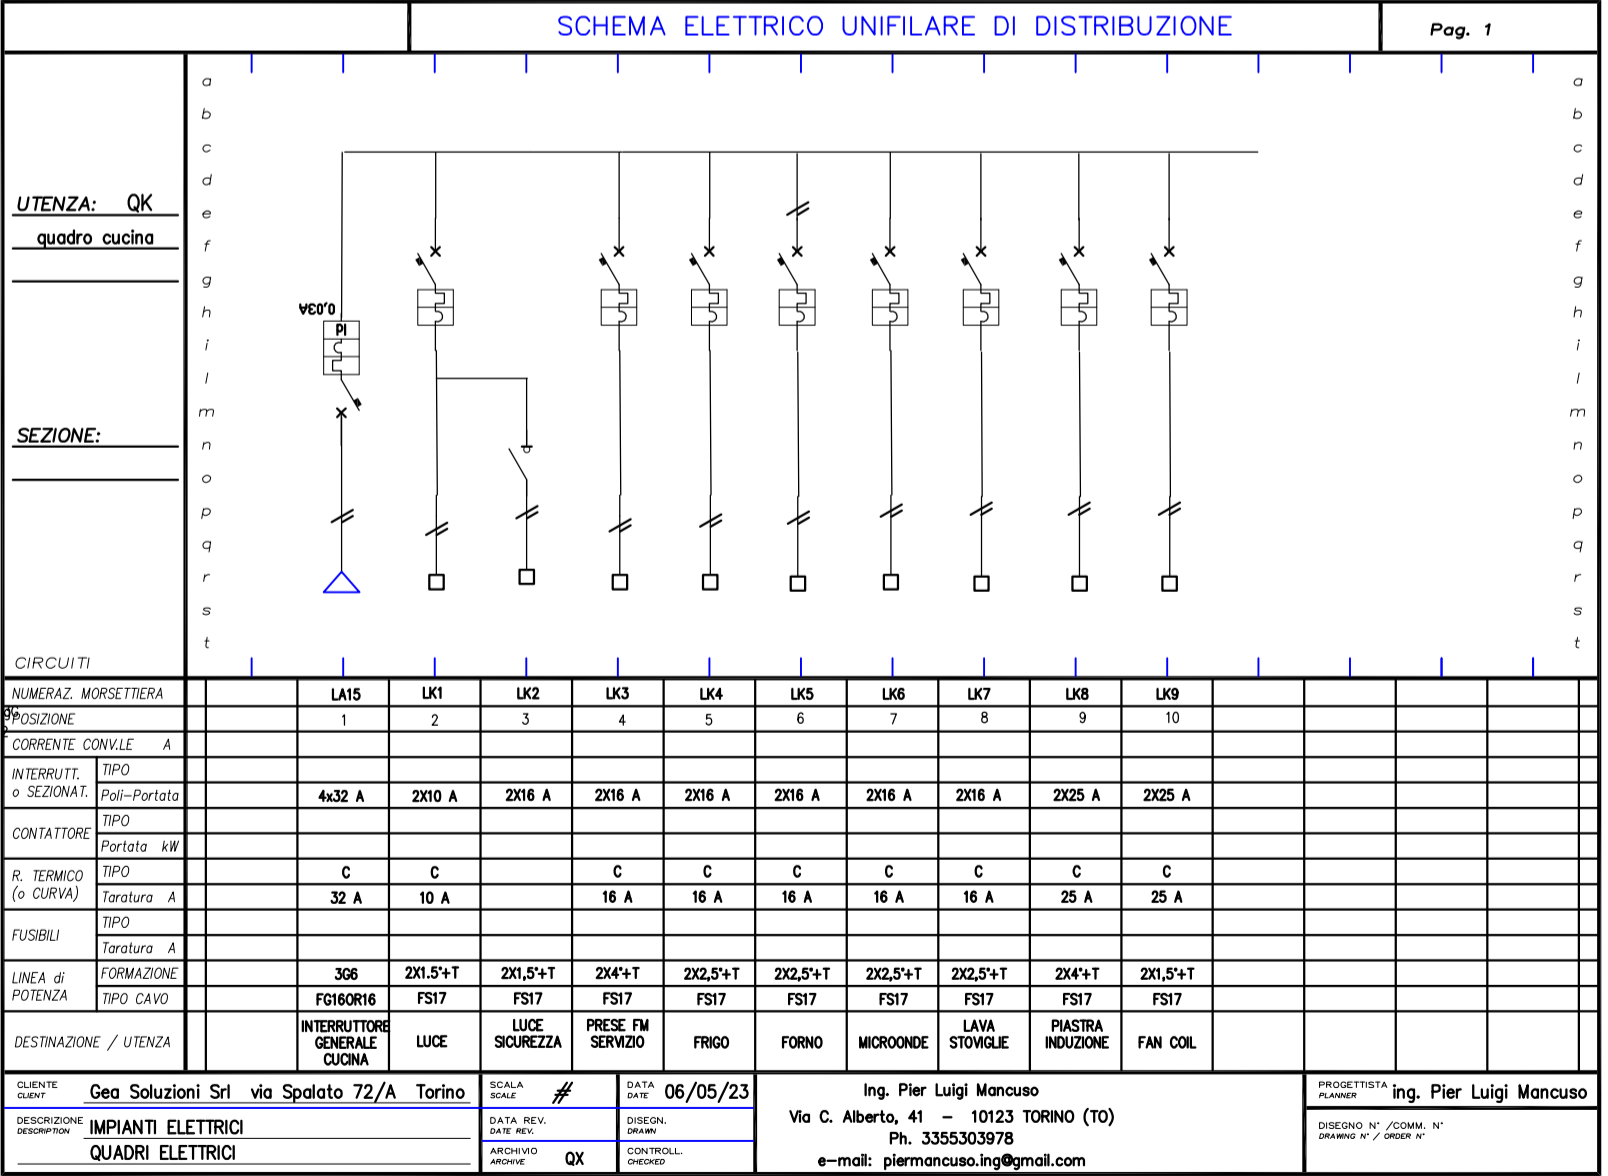 SCHEMA ELETTRICO UNIFILARE DI DISTRIBUZIONE
Pag. 1
UTENZA: QK
quadro cucina
SEZIONE:
CIRCUITI
a a
b b
c c
d d
e e
f f
g g
h h
i i
l l
m m
n n
o o
p p
q q
r r
s s
t t
0,03A
PI
NUMERAZ. MORSETTIERA LA15 LK1 LK2 LK3 LK4 LK5 LK6 LK7 LK8 LK9
POSIZIONE 1 2 3 4 5 6 7 8 9 10
CORRENTE CONV.LE A
INTERRUTT. o SEZIONAT.
TIPO
Poli-Portata 4x32 A 2X10 A 2X16 A 2X16 A 2X16 A 2X16 A 2X16 A 2X16 A 2X25 A 2X25 A
CONTATTORE
TIPO
Portata kW
R. TERMICO (o CURVA)
TIPO C C C C C C C C C
Taratura A 32 A 10 A 16 A 16 A 16 A 16 A 16 A 25 A 25 A
FUSIBILI
TIPO
Taratura A
LINEA di POTENZA
FORMAZIONE 3G6 2X1.5"+T 2X1,5"+T 2X4"+T 2X2,5"+T 2X2,5"+T 2X2,5"+T 2X2,5"+T 2X4"+T 2X1,5"+T
TIPO CAVO FG16OR16 FS17 FS17 FS17 FS17 FS17 FS17 FS17 FS17 FS17
DESTINAZIONE / UTENZA
INTERRUTTORE
GENERALE
CUCINA
LUCE
LUCE
SICUREZZA
PRESE FM
SERVIZIO
FRIGO
FORNO
MICROONDE
LAVA
STOVIGLIE
PIASTRA
INDUZIONE
FAN COIL
CLIENTE
CLIENT
Gea Soluzioni Srl via Spalato 72/A Torino
DESCRIZIONE
DESCRIPTION
IMPIANTI ELETTRICI
QUADRI ELETTRICI
SCALA
SCALE
#
DATA
DATE
06/05/23
DATA REV.
DATE REV.
DISEGN.
DRAWN
ARCHIVIO
ARCHIVE
QX
CONTROLL.
CHECKED
Ing. Pier Luigi Mancuso
Via C. Alberto, 41 – 10123 TORINO (TO)
Ph. 3355303978
e-mail: piermancuso.ing@gmail.com
PROGETTISTA
PLANNER
ing. Pier Luigi Mancuso
DISEGNO N° /COMM. N°
DRAWING N° / ORDER N°